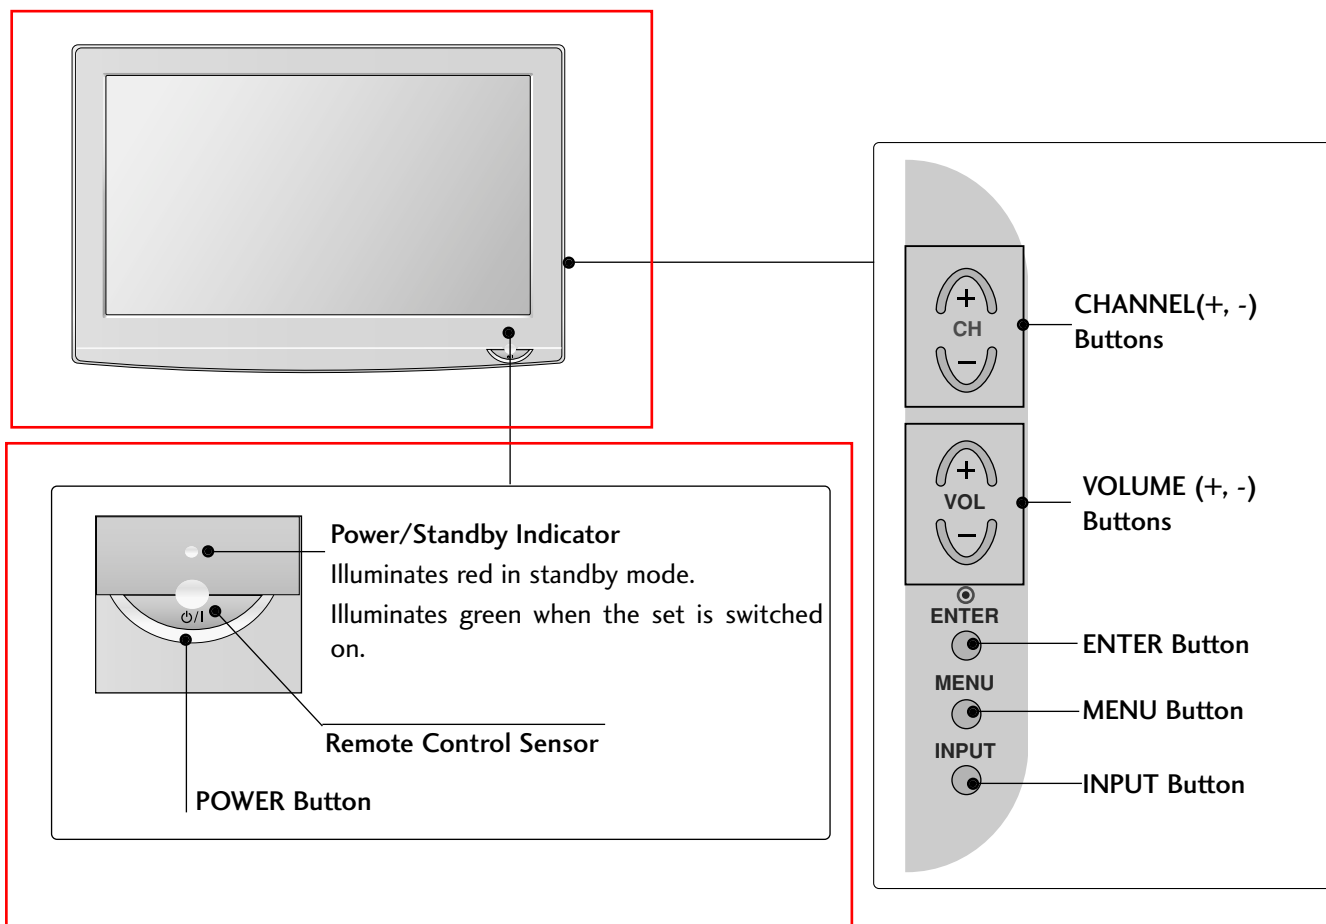 Power/Standby Indicator
Illuminates red in standby mode.
Illuminates green when the set is switched
on.
⏻/I
Remote Control Sensor
POWER Button
+
CH
-
CHANNEL(+, -)
Buttons
+
VOL
-
VOLUME (+, -)
Buttons
ENTER
ENTER Button
MENU
MENU Button
INPUT
INPUT Button